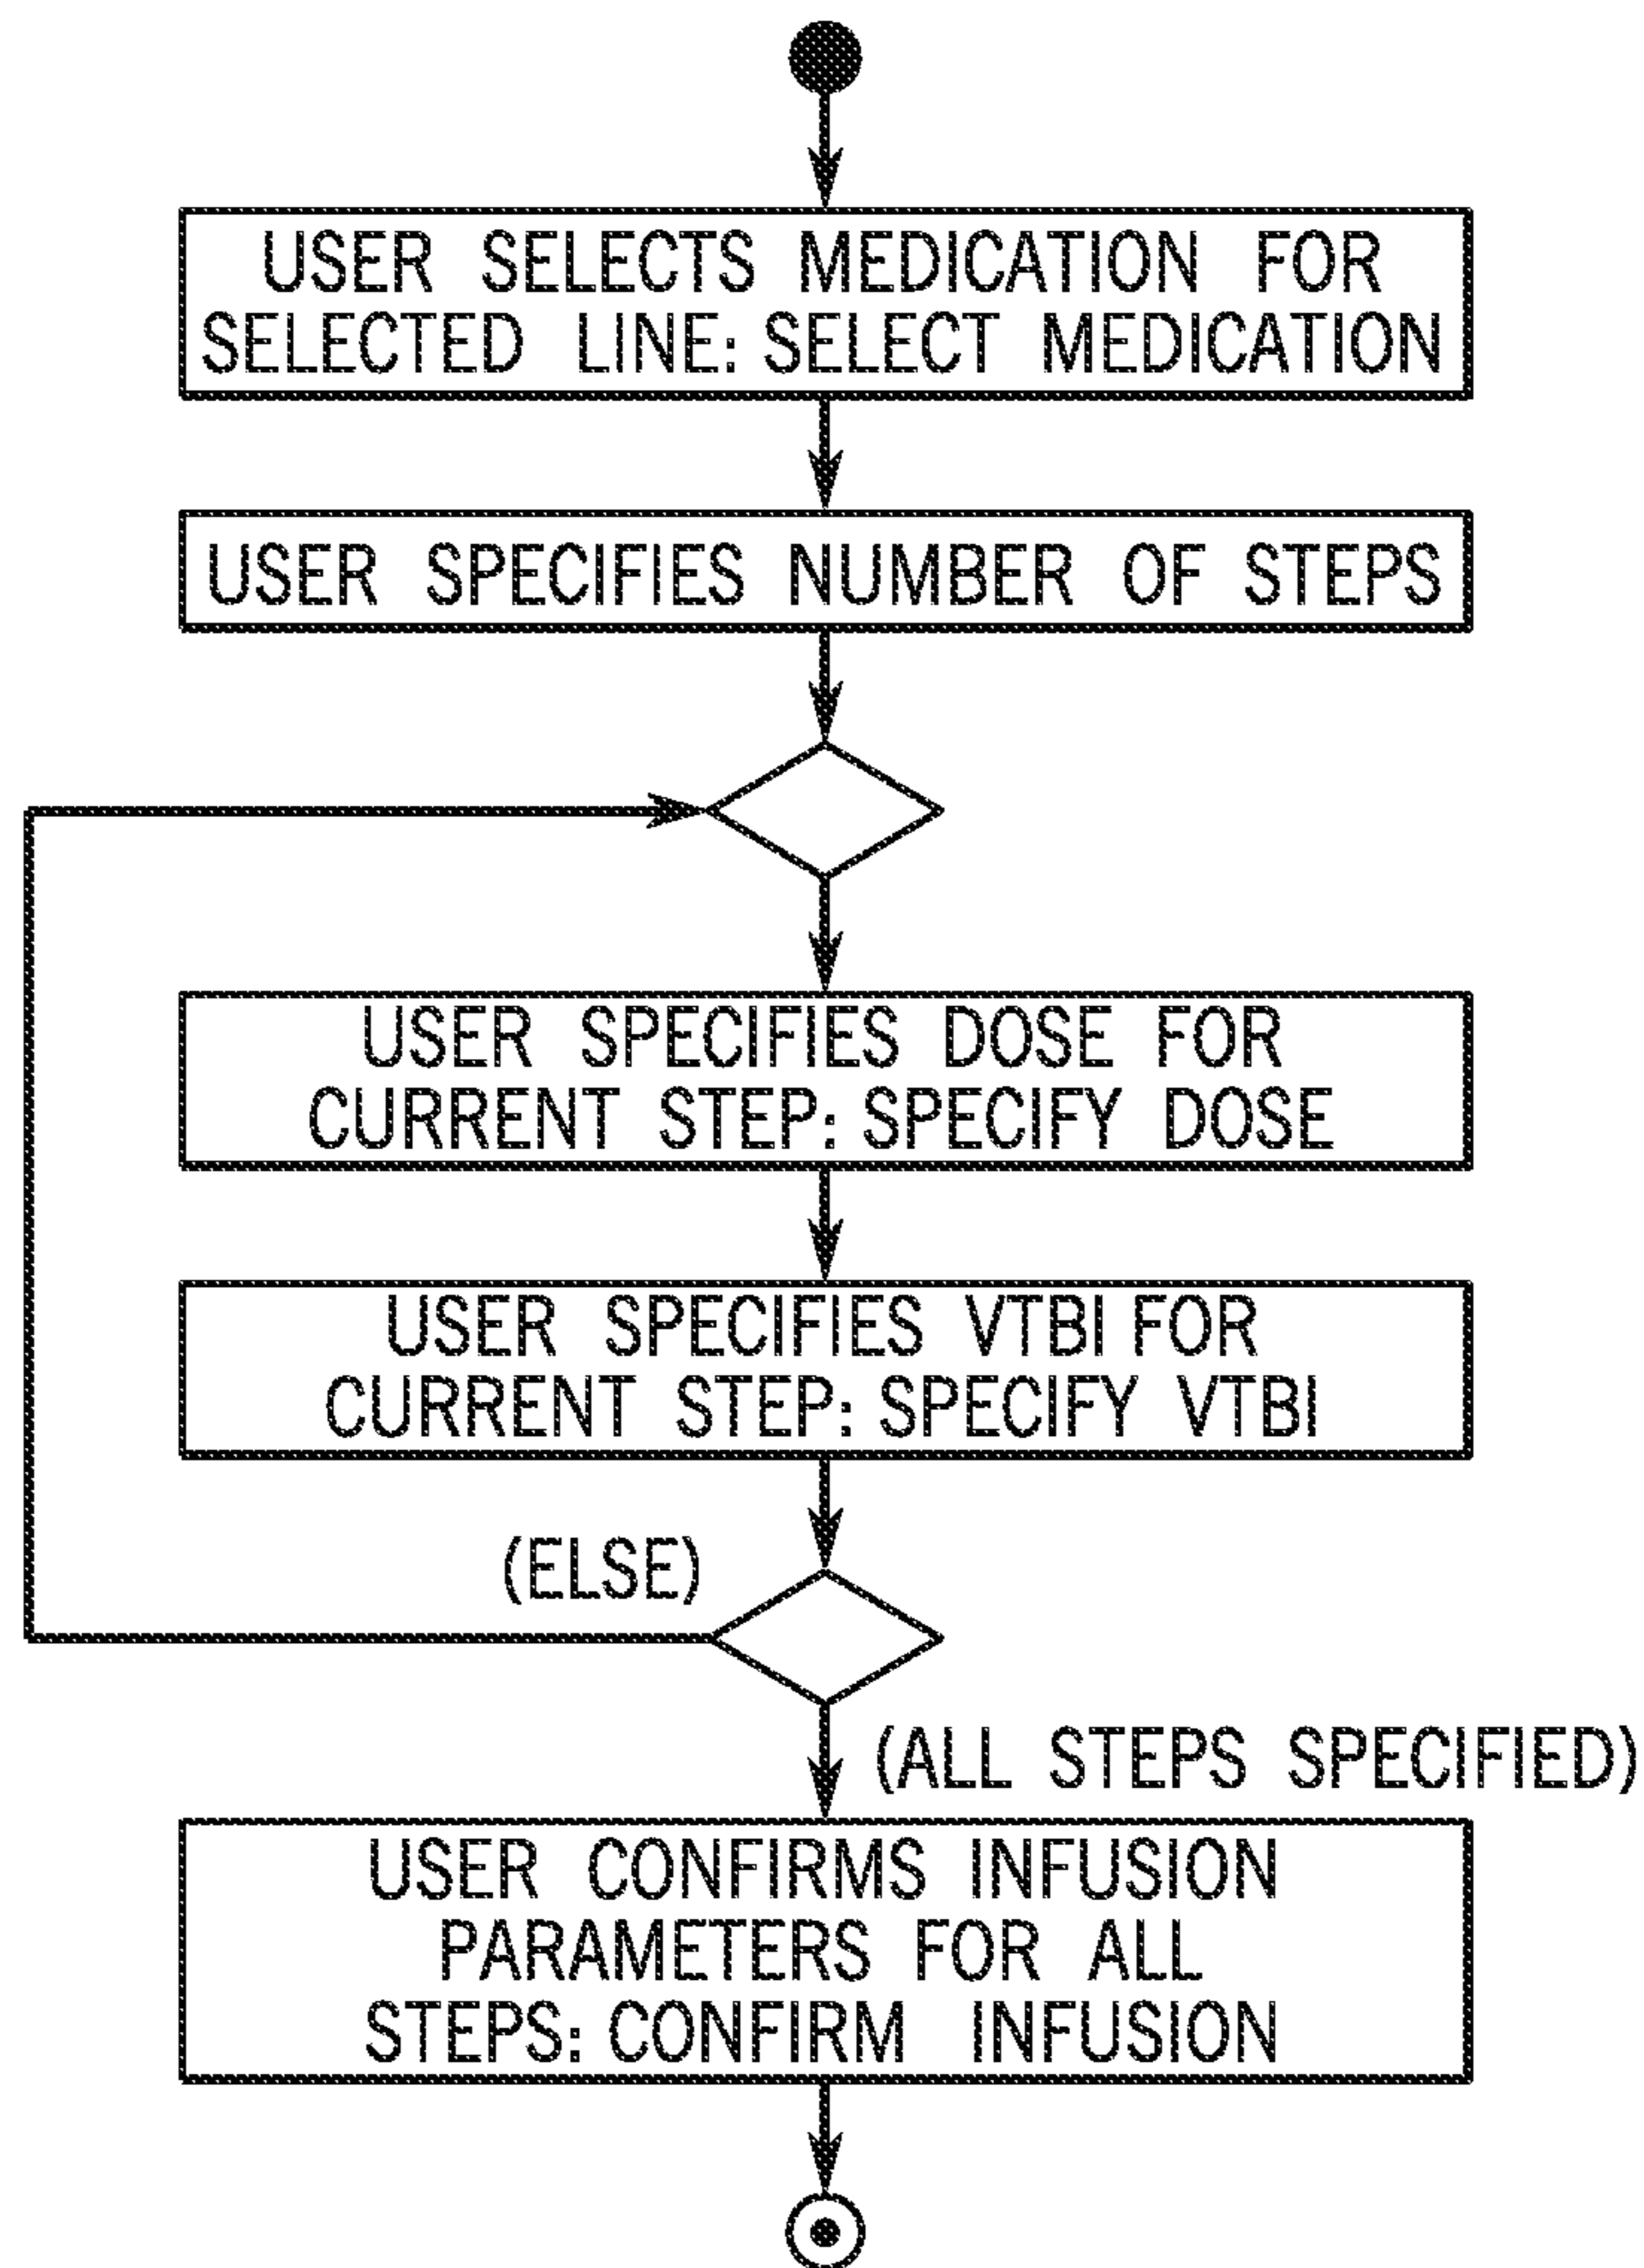 USER SELECTS MEDICATION FOR
SELECTED LINE: SELECT MEDICATION
USER SPECIFIES NUMBER OF STEPS
USER SPECIFIES DOSE FOR
CURRENT STEP: SPECIFY DOSE
USER SPECIFIES VTBI FOR
CURRENT STEP: SPECIFY VTBI
(ELSE)
(ALL STEPS SPECIFIED)
USER CONFIRMS INFUSION
PARAMETERS FOR ALL
STEPS: CONFIRM INFUSION